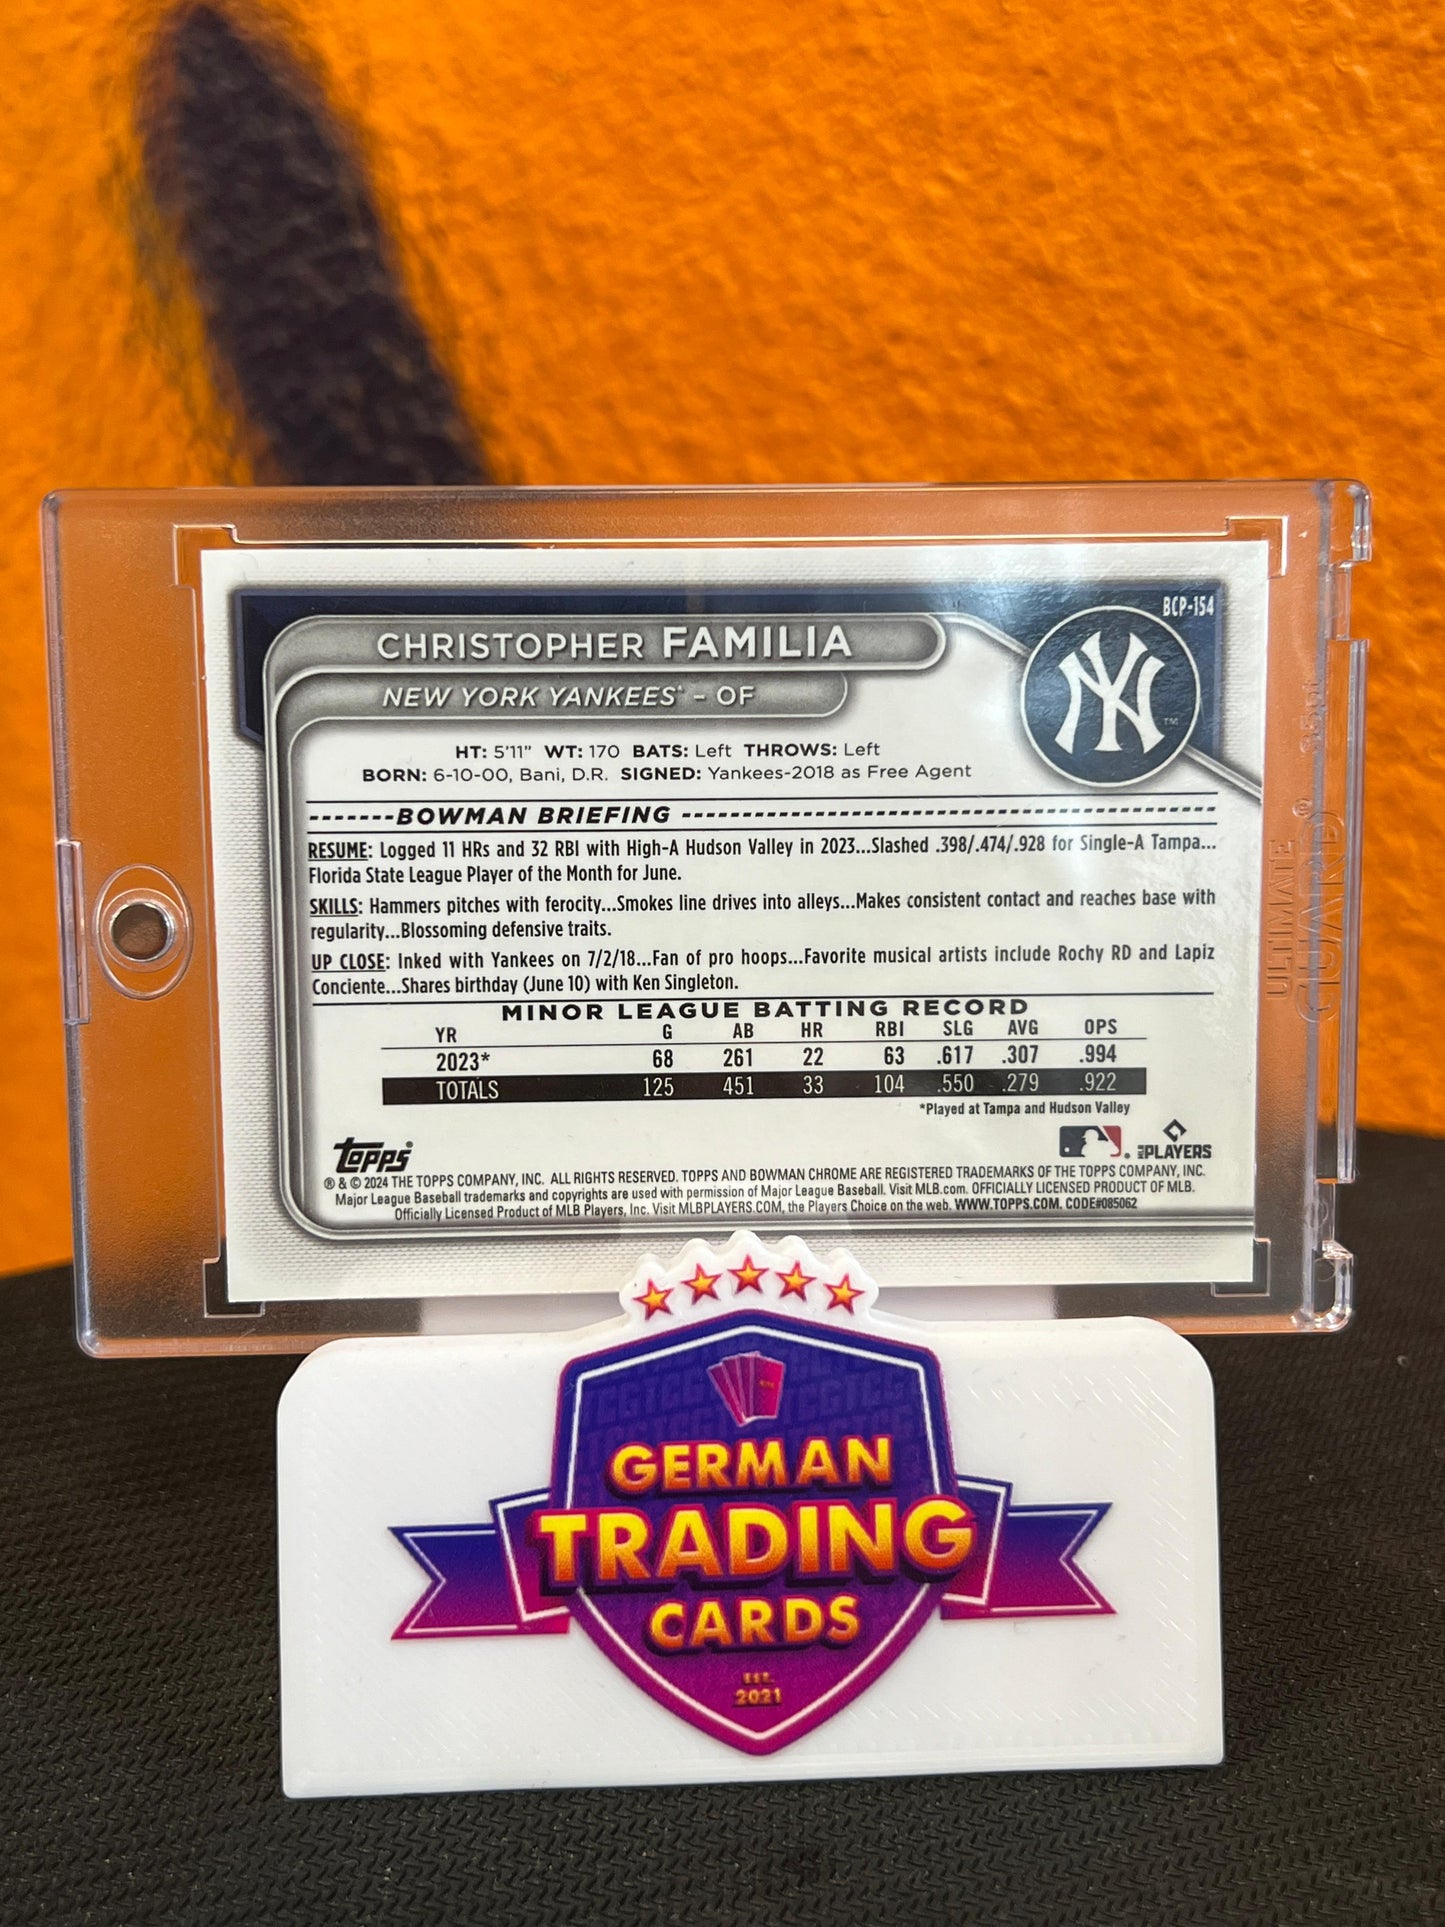 BCP-154
CHRISTOPHER FAMILIA
NEW YORK YANKEES® – OF
NY
™
HT: 5'11" WT: 170 BATS: Left THROWS: Left
BORN: 6-10-00, Bani, D.R. SIGNED: Yankees-2018 as Free Agent
BOWMAN BRIEFING
RESUME: Logged 11 HRs and 32 RBI with High-A Hudson Valley in 2023...Slashed .398/.474/.928 for Single-A Tampa...
Florida State League Player of the Month for June.
SKILLS: Hammers pitches with ferocity...Smokes line drives into alleys...Makes consistent contact and reaches base with
regularity...Blossoming defensive traits.
UP CLOSE: Inked with Yankees on 7/2/18...Fan of pro hoops...Favorite musical artists include Rochy RD and Lapiz
Conciente...Shares birthday (June 10) with Ken Singleton.
MINOR LEAGUE BATTING RECORD
YR G AB HR RBI SLG AVG OPS
2023* 68 261 22 63 .617 .307 .994
TOTALS 125 451 33 104 .550 .279 .922
*Played at Tampa and Hudson Valley
Topps®
MLB PLAYERS
® & © 2024 THE TOPPS COMPANY, INC. ALL RIGHTS RESERVED. TOPPS AND BOWMAN CHROME ARE REGISTERED TRADEMARKS OF THE TOPPS COMPANY, INC.
Major League Baseball trademarks and copyrights are used with permission of Major League Baseball. Visit MLB.com. OFFICIALLY LICENSED PRODUCT OF MLB.
Officially Licensed Product of MLB Players, Inc. Visit MLBPLAYERS.COM, the Players Choice on the web. WWW.TOPPS.COM. CODE#085062
ULTIMATE
GUARD®
35pt
GERMAN
TRADING
CARDS
EST.
2021